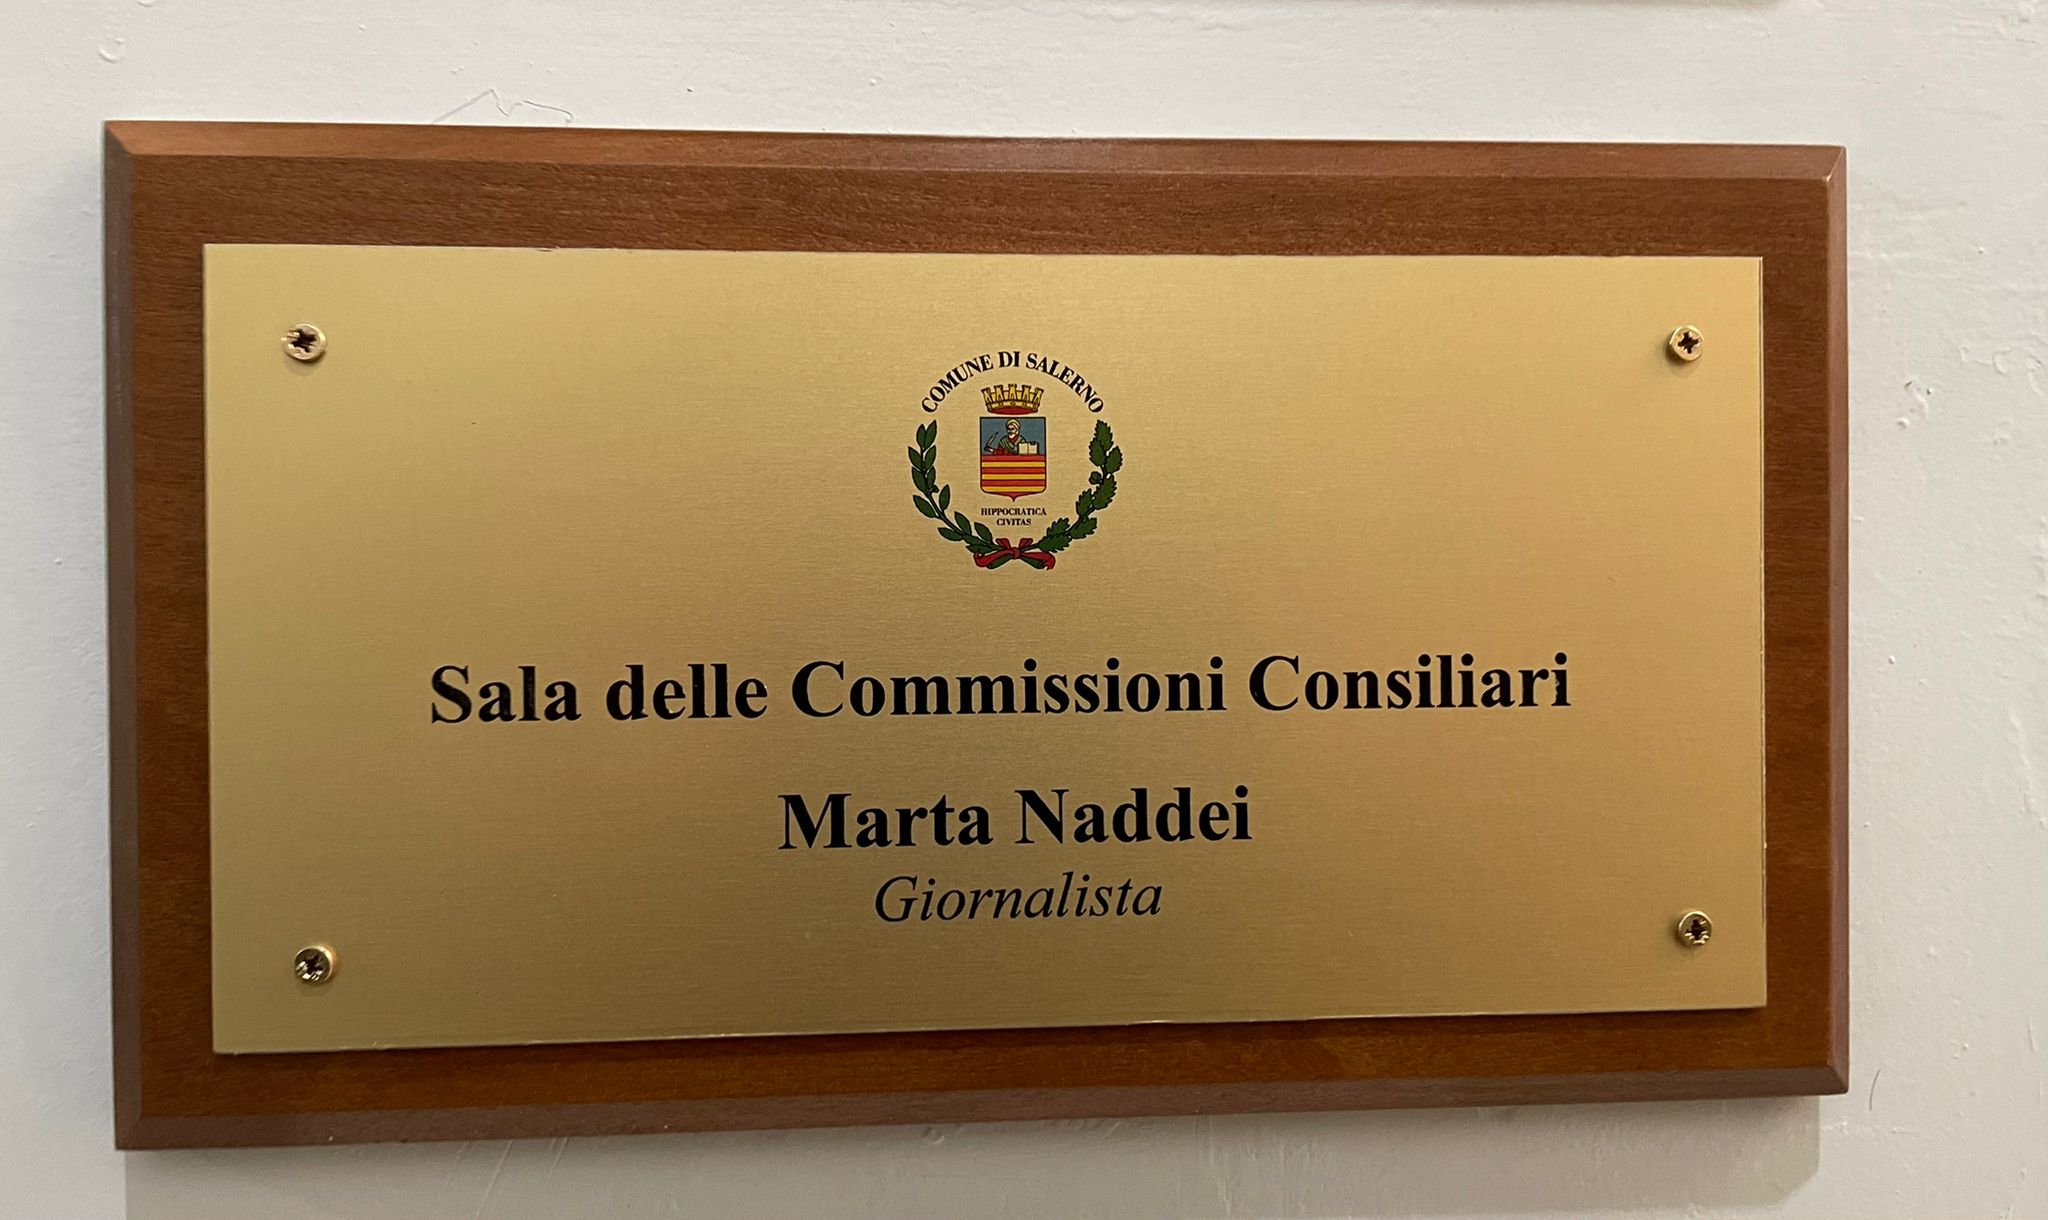 COMUNE DI SALERNO
HIPPOCRATICA
CIVITAS
Sala delle Commissioni Consiliari
Marta Naddei
Giornalista